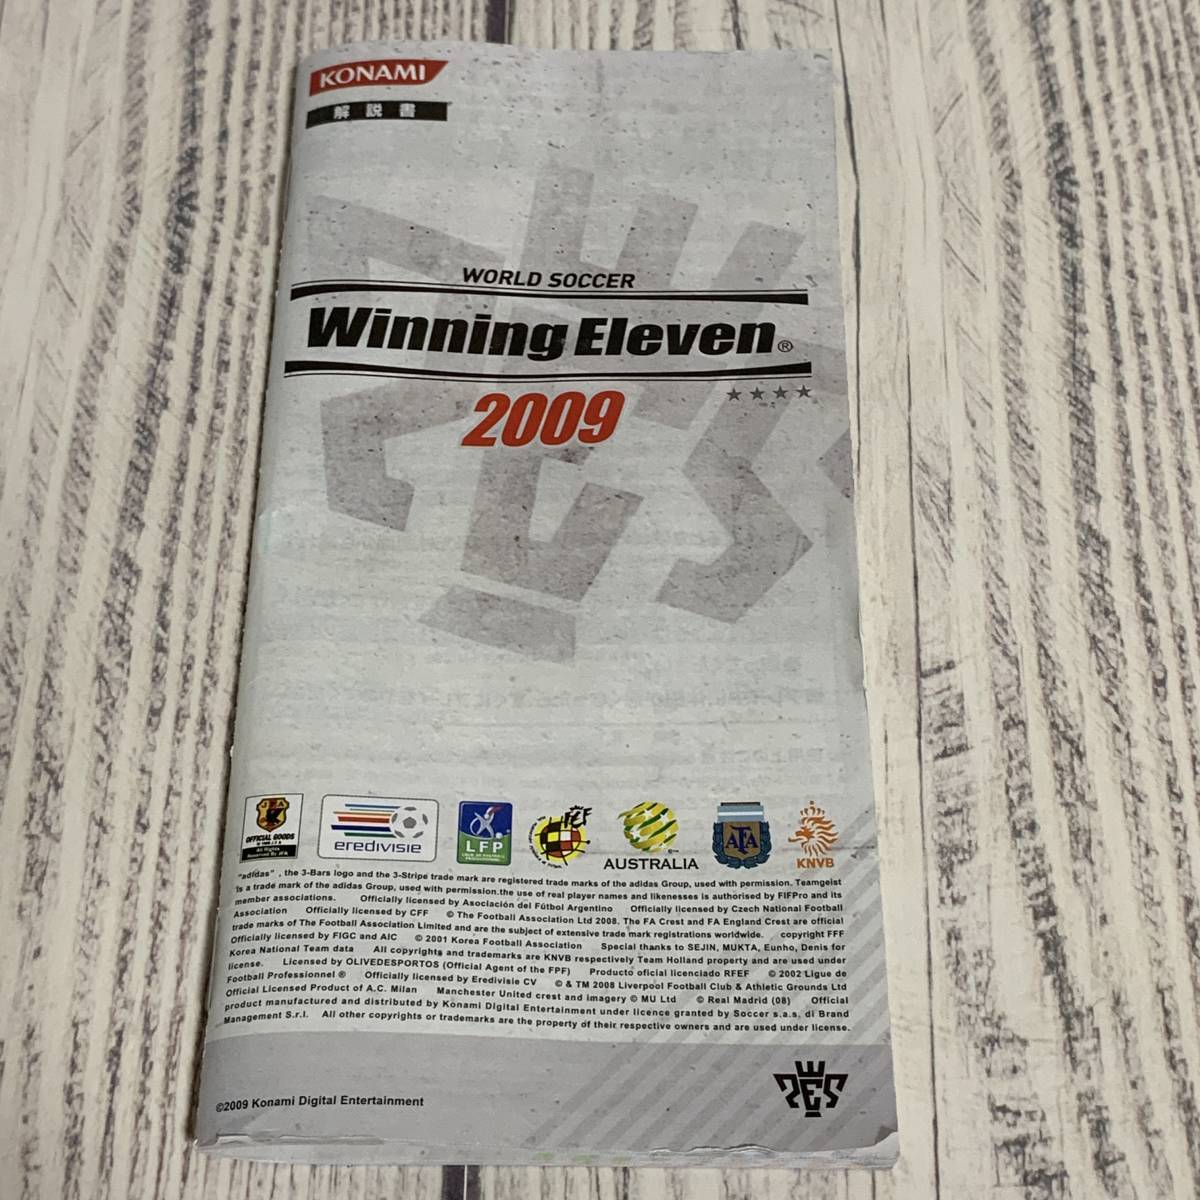 KONAMI
解説書
WORLD SOCCER
Winning Eleven®
2009
JFA
OFFICIAL GOODS
All Rights
Reserved By JFA
eredivisie
LFP
FEF
AUSTRALIA
AFA
KNVB
"adidas" , the 3-Bars logo and the 3-Stripe trade mark are registered trade marks of the adidas Group, used with permission. Teamgeist
is a trade mark of the adidas Group, used with permission.the use of real player names and likenesses is authorised by FIFPro and its
member associations. Officially licensed by Asociación del Fútbol Argentino Officially licensed by Czech National Football
Association Officially licensed by CFF © The Football Association Ltd 2008. The FA Crest and FA England Crest are official
trade marks of The Football Association Limited and are the subject of extensive trade mark registrations worldwide. copyright FFF
Officially licensed by FIGC and AIC © 2001 Korea Football Association Special thanks to SEJIN, MUKTA, Eunho, Denis for
Korea National Team data All copyrights and trademarks are KNVB respectively Team Holland property and are used under
license. Licensed by OLIVEDESPORTOS (Official Agent of the FPF) Producto oficial licenciado RFEF © 2002 Ligue de
Football Professionnel ® Officially licensed by Eredivisie CV © & TM 2008 Liverpool Football Club & Athletic Grounds Ltd
Official Licensed Product of A.C. Milan Manchester United crest and imagery © MU Ltd © Real Madrid (08) Official
product manufactured and distributed by Konami Digital Entertainment under licence granted by Soccer s.a.s. di Brand
Management S.r.l. All other copyrights or trademarks are the property of their respective owners and are used under license.
©2009 Konami Digital Entertainment